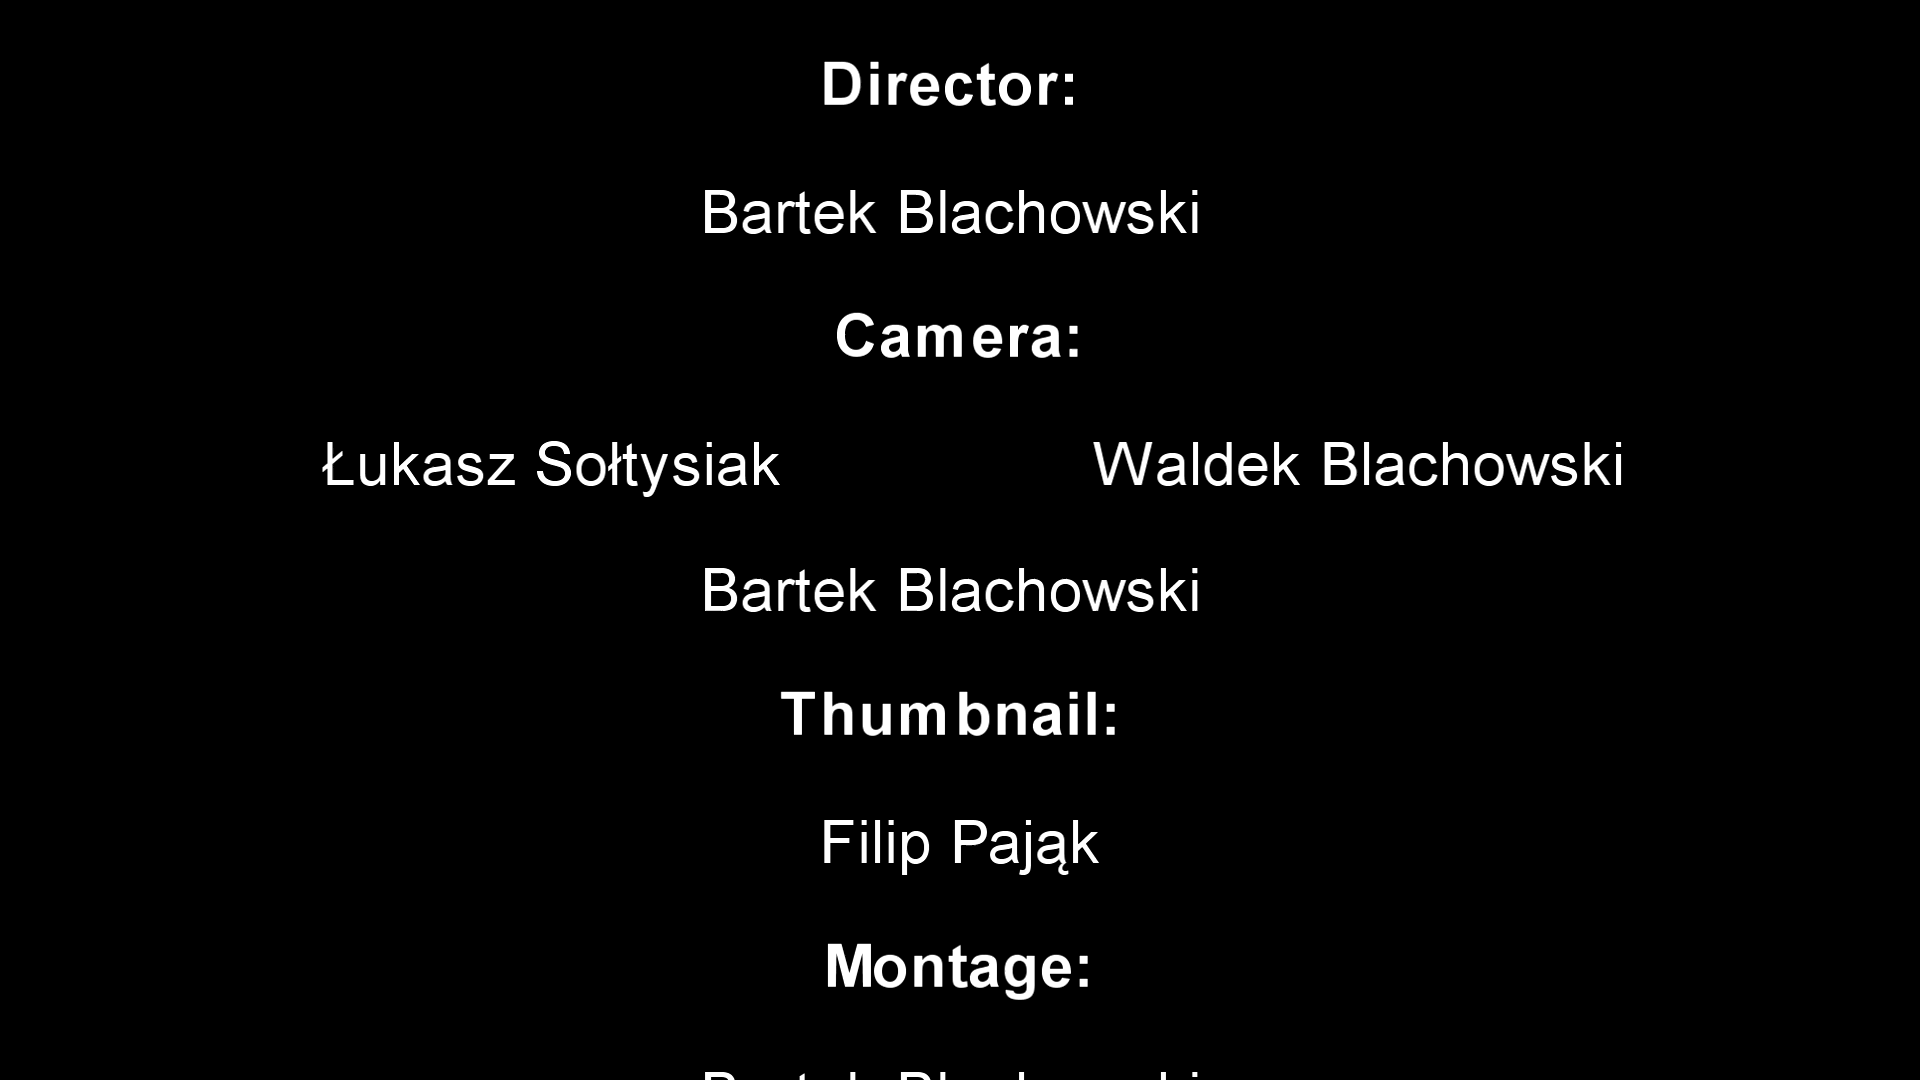 Director:
Bartek Blachowski
Camera:
Łukasz Sołtysiak Waldek Blachowski
Bartek Blachowski
Thumbnail:
Filip Pająk
Montage: